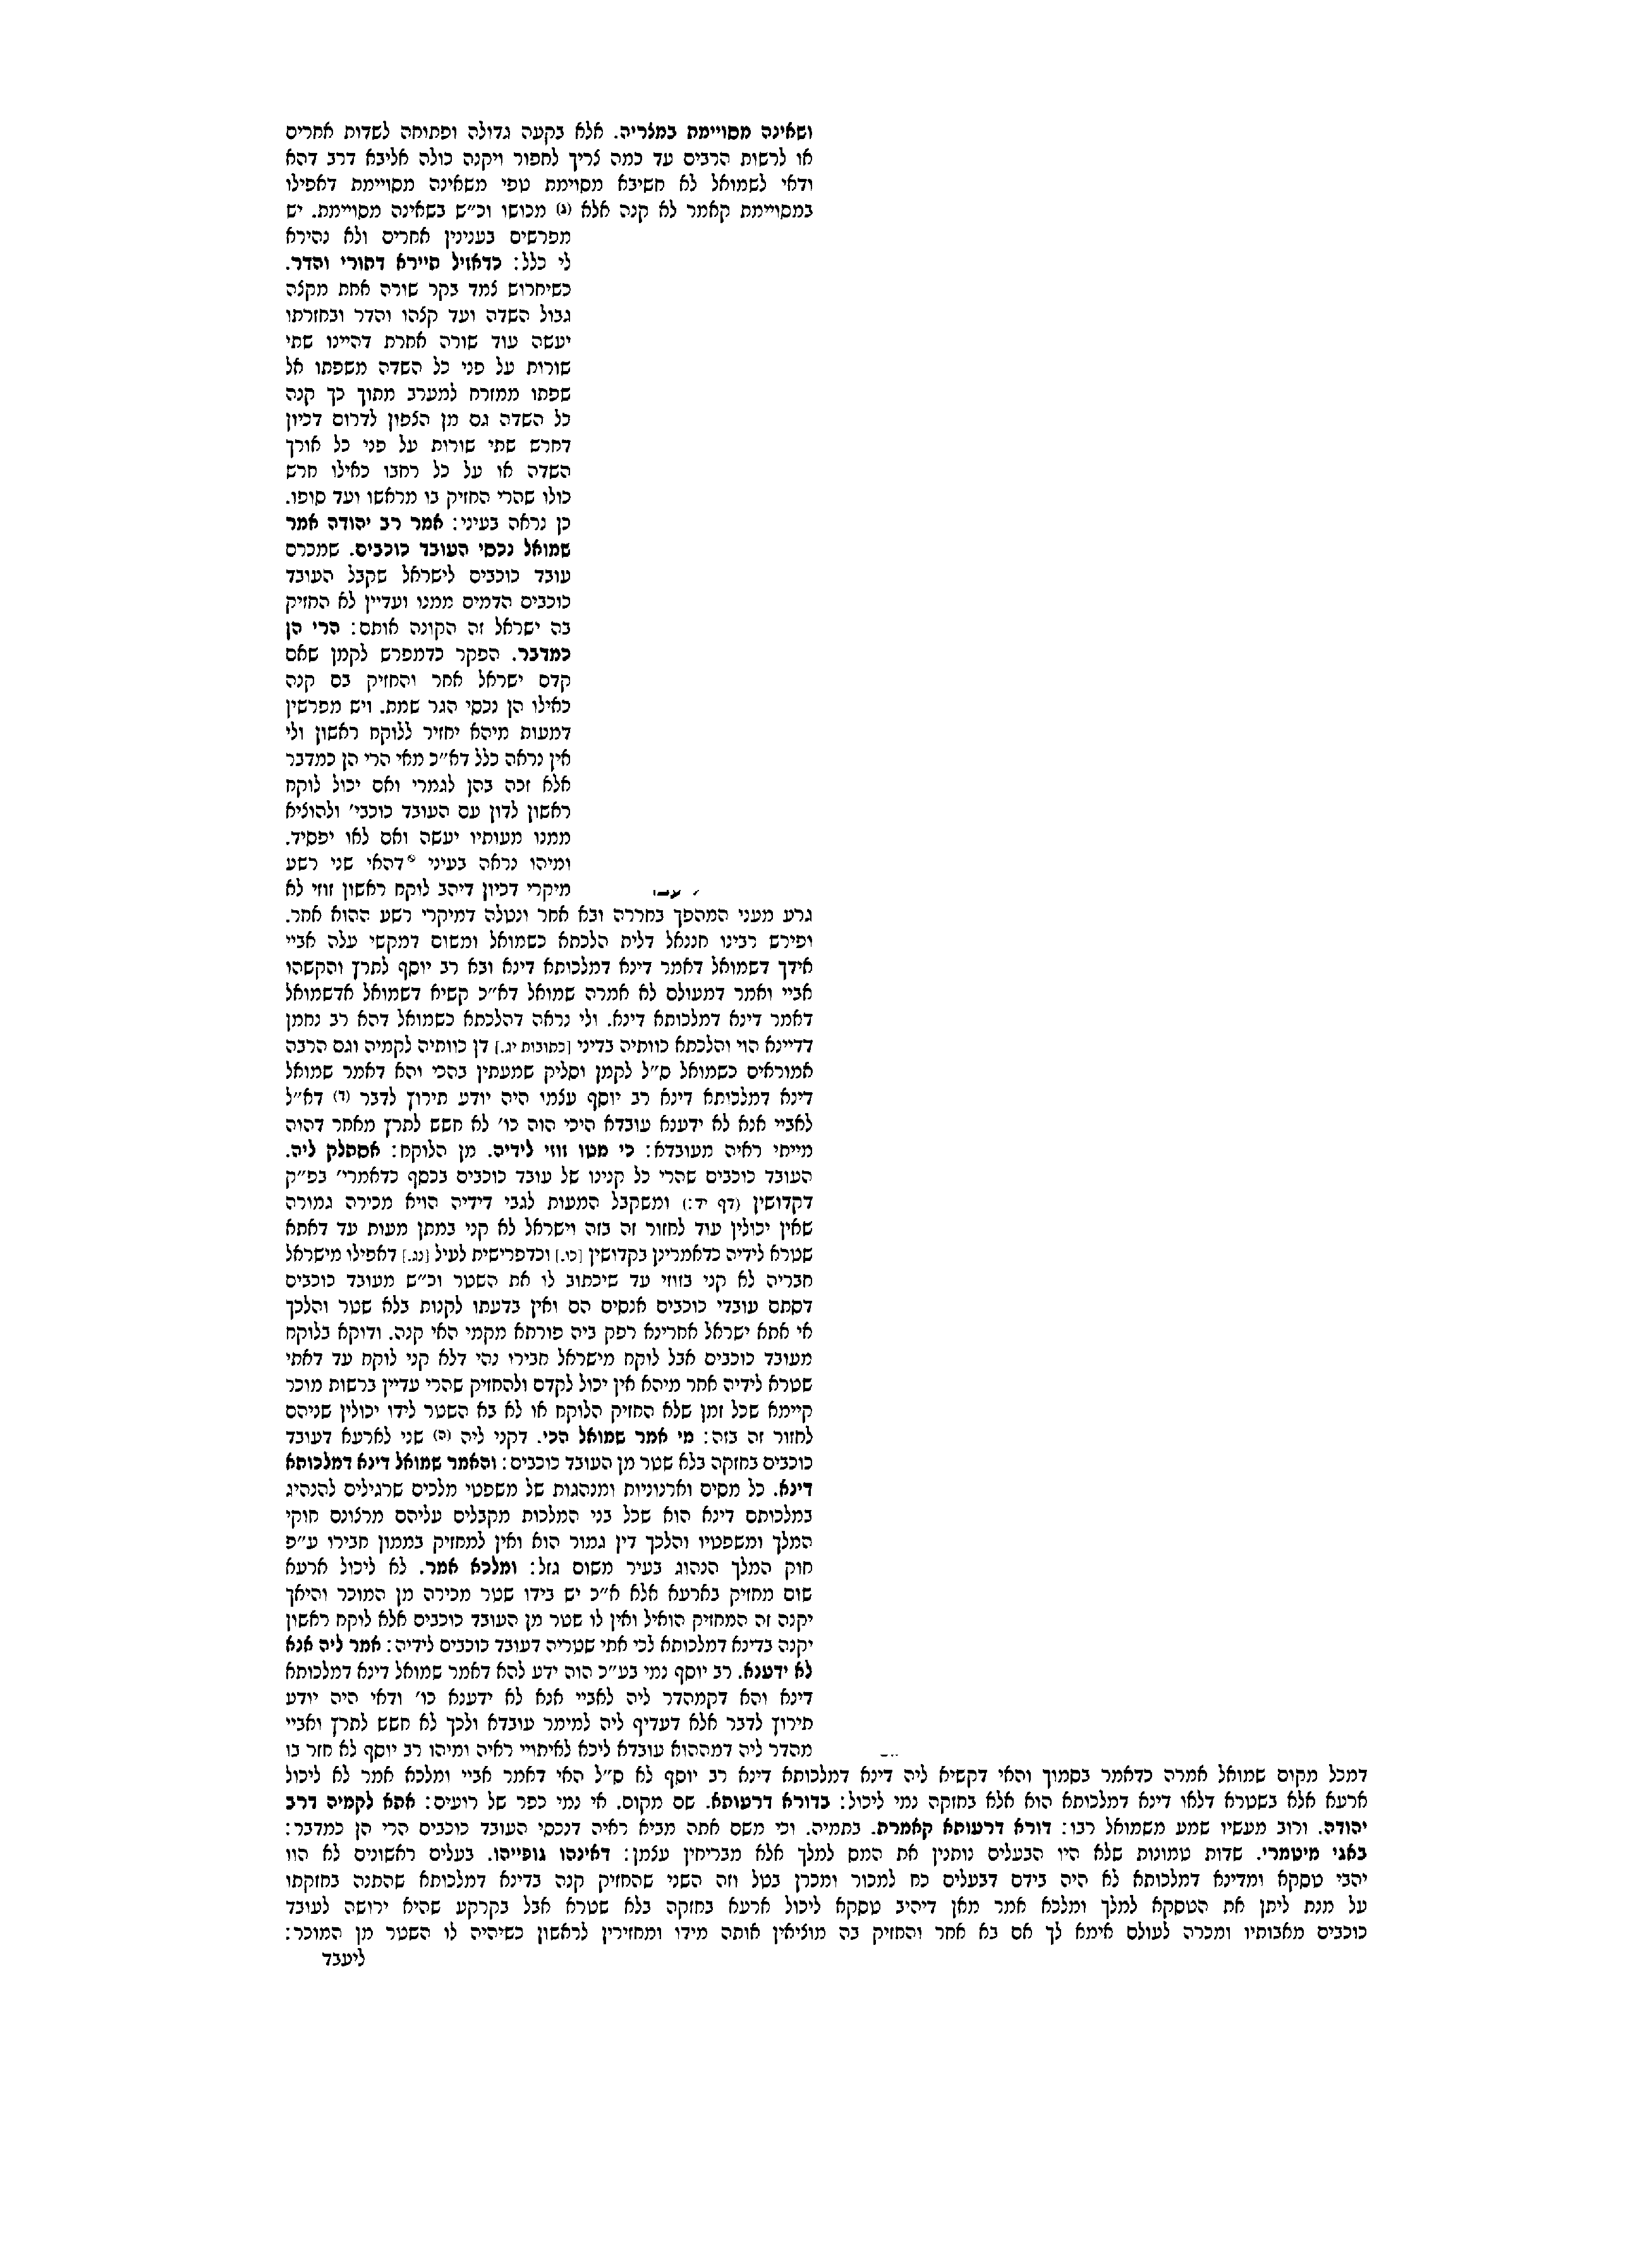 ושאינה מסויימת במצריה. אלא בקעה גדולה ופתוחה לשדות אחרים
או לרשות הרבים עד כמה צריך לחפור ויקנה כולה אליבא דרב דהא
ודאי לשמואל לא חשיבא מסוימת טפי משאינה מסויימת דאפילו
במסויימת קאמר לא קנה אלא (ג) מכושו וכ״ש בשאינה מסויימת. יש
מפרשים בענינין אחרים ולא נהירא
לי כלל: כדאזיל תיירא דתורי והדר.
כשיחרוש צמד בקר שורה אחת מקצה
גבול השדה ועד קצהו והדר ובחזרתו
יעשה עוד שורה אחרת דהיינו שתי
שורות על פני כל השדה משפתו אל
שפתו ממזרח למערב מתוך כך קנה
כל השדה גם מן הצפון לדרום דכיון
דחרש שתי שורות על פני כל אורך
השדה או על כל רחבו כאילו חרש
כולו שהרי החזיק בו מראשו ועד סופו.
כן נראה בעיני: אמר רב יהודה אמר
שמואל נכסי העובד כוכבים. שמכרם
עובד כוכבים לישראל שקבל העובד
כוכבים הדמים ממנו ועדיין לא החזיק
בה ישראל זה הקונה אותם: הרי הן
כמדבר. הפקר כדמפרש לקמן שאם
קדם ישראל אחר והחזיק בם קנה
כאילו הן נכסי הגר שמת. ויש מפרשין
דמעות מיהא יחזיר ללוקח ראשון ולי
אין נראה כלל דא״כ מאי הרי הן כמדבר
אלא זכה בהן לגמרי ואם יכול לוקח
ראשון לדון עם העובד כוכבי׳ ולהוציא
ממנו מעותיו יעשה ואם לאו יפסיד.
ומיהו נראה בעיני דהאי שני רשע
מיקרי דכיון דיהב לוקח ראשון זוזי לא
גרע מעני המהפך בחררה ובא אחר ונטלה דמיקרי רשע ההוא אחר.
ופירש רבינו חננאל דלית הלכתא כשמואל ומשום דמקשי עלה אביי
אידך דשמואל דאמר דינא דמלכותא דינא ובא רב יוסף לתרץ והקשהו
אביי ואמר דמעולם לא אמרה שמואל דא״כ קשיא דשמואל אדשמואל
דאמר דינא דמלכותא דינא. ולי נראה דהלכתא כשמואל דהא רב נחמן
דדיינא הוי והלכתא כוותיה בדיני [כתובות יג.] דן כוותיה לקמיה וגם הרבה
אמוראים כשמואל ס״ל לקמן וסליק שמעתין בהכי והא דאמר שמואל
דינא דמלכותא דינא רב יוסף עצמו היה יודע תירוץ לדבר (ד) דא״ל
לאביי אנא לא ידענא עובדא היכי הוה כו׳ לא חשש לתרץ מאחר דהוה
מייתי ראיה מעובדא: כי מטו זוזי לידיה. מן הלוקח: אסתלק ליה.
העובד כוכבים שהרי כל קנינו של עובד כוכבים בכסף כדאמרי׳ בפ״ק
דקדושין (דף יד:) ומשקבל המעות לגבי דידיה הויא מכירה גמורה
שאין יכולין עוד לחזור זה בזה וישראל לא קני במתן מעות עד דאתא
שטרא לידיה כדאמרינן בקדושין [כו.] וכדפרישית לעיל [נג.] דאפילו מישראל
חבריה לא קני בזוזי עד שיכתוב לו את השטר וכ״ש מעובד כוכבים
דסתם עובדי כוכבים אנסים הם ואין בדעתו לקנות בלא שטר והלכך
אי אתא ישראל אחרינא רפק ביה פורתא מקמי האי קנה. ודוקא בלוקח
מעובד כוכבים אבל לוקח מישראל חבירו נהי דלא קני לוקח עד דאתי
שטרא לידיה אחר מיהא אין יכול לקדם ולהחזיק שהרי עדיין ברשות מוכר
קיימא שכל זמן שלא החזיק הלוקח או לא בא השטר לידו יכולין שניהם
לחזור זה בזה: מי אמר שמואל הכי. דקני ליה (ה) שני לארעא דעובד
כוכבים בחזקה בלא שטר מן העובד כוכבים: והאמר שמואל דינא דמלכותא
דינא. כל מסים וארנוניות ומנהגות של משפטי מלכים שרגילים להנהיג
במלכותם דינא הוא שכל בני המלכות מקבלים עליהם מרצונם חוקי
המלך ומשפטיו והלכך דין גמור הוא ואין למחזיק בממון חבירו ע״פ
חוק המלך הנהוג בעיר משום גזל: ומלכא אמר. לא ליכול ארעא
שום מחזיק בארעא אלא א״כ יש בידו שטר מכירה מן המוכר והיאך
יקנה זה המחזיק הואיל ואין לו שטר מן העובד כוכבים אלא לוקח ראשון
יקנה בדינא דמלכותא לכי אתי שטריה דעובד כוכבים לידיה: אמר ליה אנא
לא ידענא. רב יוסף נמי בע״כ הוה ידע להא דאמר שמואל דינא דמלכותא
דינא והא דקמהדר ליה לאביי אנא לא ידענא כו׳ ודאי היה יודע
תירוץ לדבר אלא דעדיף ליה למימר עובדא ולכך לא חשש לתרץ ואביי
מהדר ליה דמההוא עובדא ליכא לאיתויי ראיה ומיהו רב יוסף לא חזר בו
דמכל מקום שמואל אמרה כדאמר בסמוך והאי דקשיא ליה דינא דמלכותא דינא רב יוסף לא ס״ל האי דאמר אביי ומלכא אמר לא ליכול
ארעא אלא בשטרא דלאו דינא דמלכותא הוא אלא בחזקה נמי ליכול: בדורא דרעותא. שם מקום. אי נמי כפר של רועים: אתא לקמיה דרב
יהודה. ורוב מעשיו שמע משמואל רבו: דורא דרעותא קאמרת. בתמיה. וכי משם אתה מביא ראיה דנכסי העובד כוכבים הרי הן כמדבר:
באגי מיטמרי. שדות טמונות שלא היו הבעלים נותנין את המס למלך אלא מבריחין עצמן: דאינהו גופייהו. בעלים ראשונים לא הוו
יהבי טסקא ומדינא דמלכותא לא היה בידם דבעלים כח למכור ומכרן בטל וזה השני שהחזיק קנה בדינא דמלכותא שהתנה בחזקתו
על מנת ליתן את הטסקא למלך ומלכא אמר מאן דיהיב טסקא ליכול ארעא בחזקה בלא שטרא אבל בקרקע שהיא ירושה לעובד
כוכבים מאבותיו ומכרה לעולם אימא לך אם בא אחר והחזיק בה מוציאין אותה מידו ומחזירין לראשון כשיהיה לו השטר מן המוכר:
ליעבד